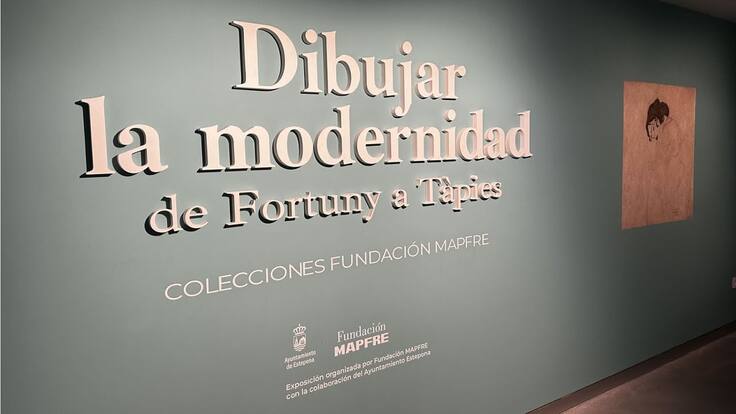 Dibujar
la modernidad
de Fortuny a Tàpies
COLECCIONES FUNDACIÓN MAPFRE
Ayuntamiento
de Estepona
Fundación
MAPFRE
Exposición organizada por Fundación MAPFRE
con la colaboración del Ayuntamiento Estepona